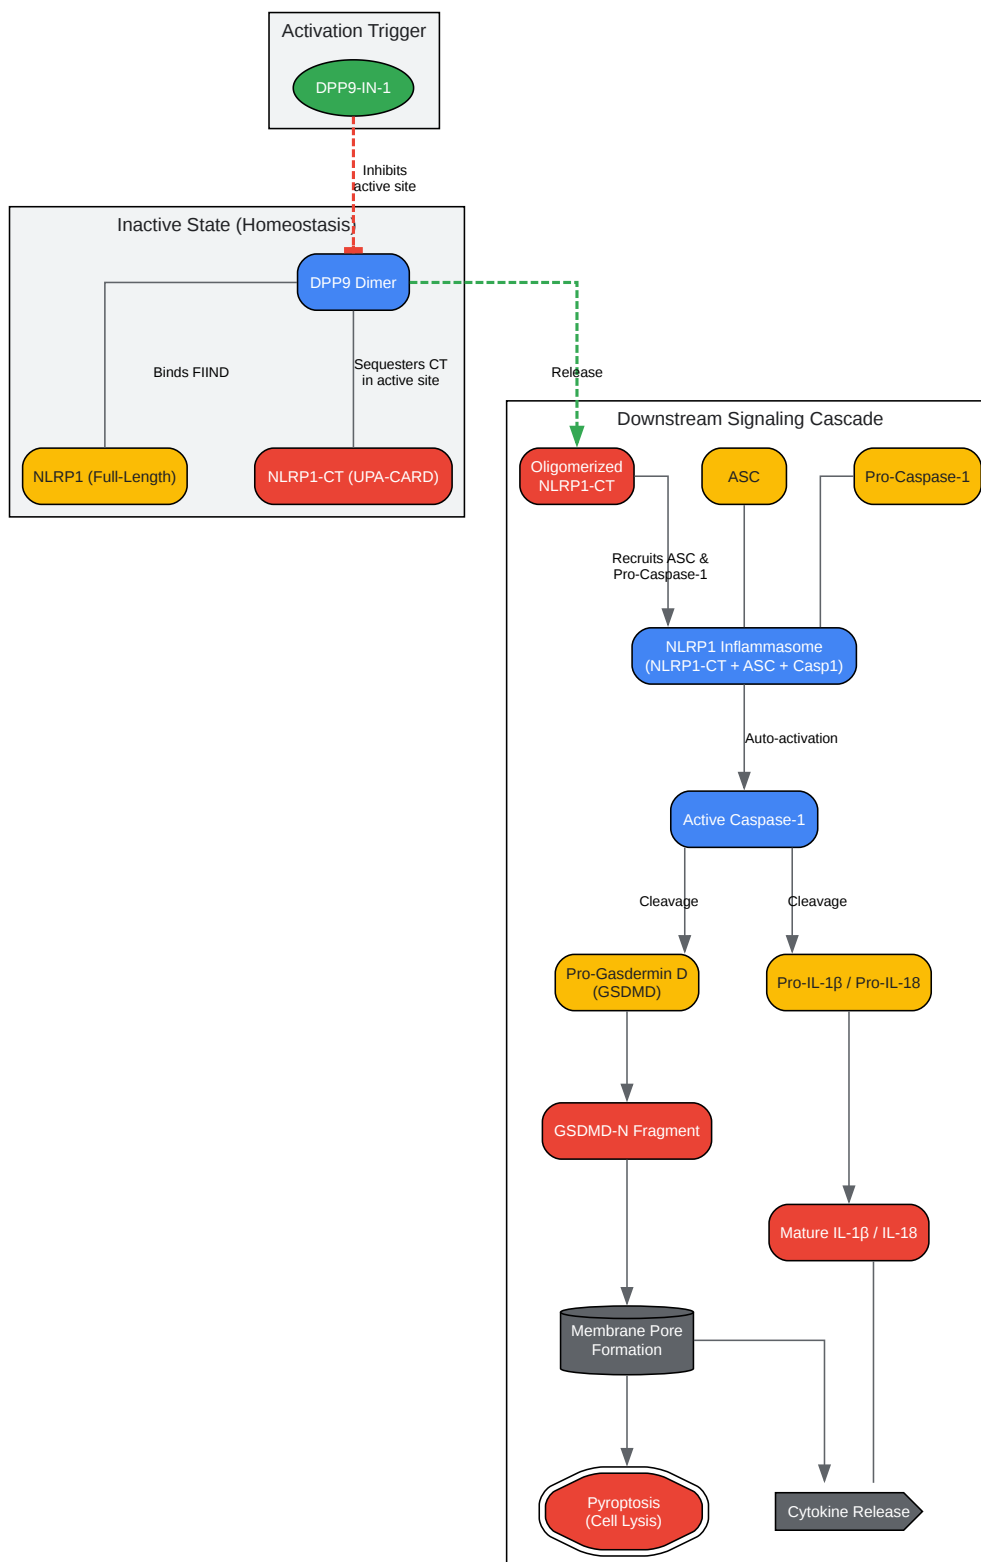 Activation Trigger
DPP9-IN-1
Inhibits
active site
Inactive State (Homeostasis)
DPP9 Dimer
Binds FIIND
Sequesters CT
in active site
Release
NLRP1 (Full-Length)
NLRP1-CT (UPA-CARD)
Downstream Signaling Cascade
Oligomerized
NLRP1-CT
ASC
Pro-Caspase-1
Recruits ASC &
Pro-Caspase-1
NLRP1 Inflammasome
(NLRP1-CT + ASC + Casp1)
Auto-activation
Active Caspase-1
Cleavage
Cleavage
Pro-Gasdermin D
(GSDMD)
Pro-IL-1β / Pro-IL-18
GSDMD-N Fragment
Mature IL-1β / IL-18
Membrane Pore
Formation
Pyroptosis
(Cell Lysis)
Cytokine Release